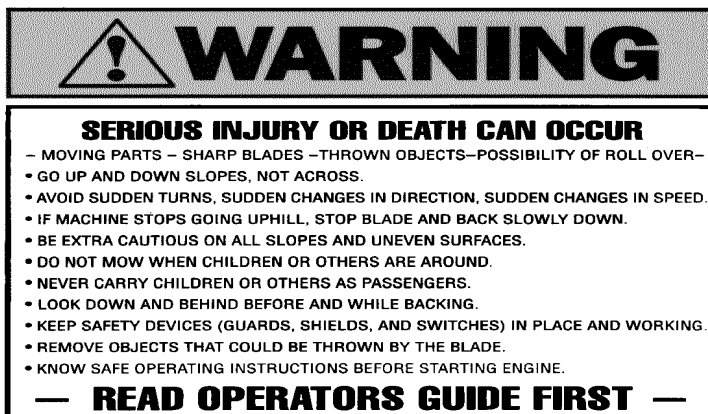 WARNING
SERIOUS INJURY OR DEATH CAN OCCUR
– MOVING PARTS – SHARP BLADES –THROWN OBJECTS–POSSIBILITY OF ROLL OVER–
• GO UP AND DOWN SLOPES, NOT ACROSS.
• AVOID SUDDEN TURNS, SUDDEN CHANGES IN DIRECTION, SUDDEN CHANGES IN SPEED.
• IF MACHINE STOPS GOING UPHILL, STOP BLADE AND BACK SLOWLY DOWN.
• BE EXTRA CAUTIOUS ON ALL SLOPES AND UNEVEN SURFACES.
• DO NOT MOW WHEN CHILDREN OR OTHERS ARE AROUND.
• NEVER CARRY CHILDREN OR OTHERS AS PASSENGERS.
• LOOK DOWN AND BEHIND BEFORE AND WHILE BACKING.
• KEEP SAFETY DEVICES (GUARDS, SHIELDS, AND SWITCHES) IN PLACE AND WORKING.
• REMOVE OBJECTS THAT COULD BE THROWN BY THE BLADE.
• KNOW SAFE OPERATING INSTRUCTIONS BEFORE STARTING ENGINE.
— READ OPERATORS GUIDE FIRST —